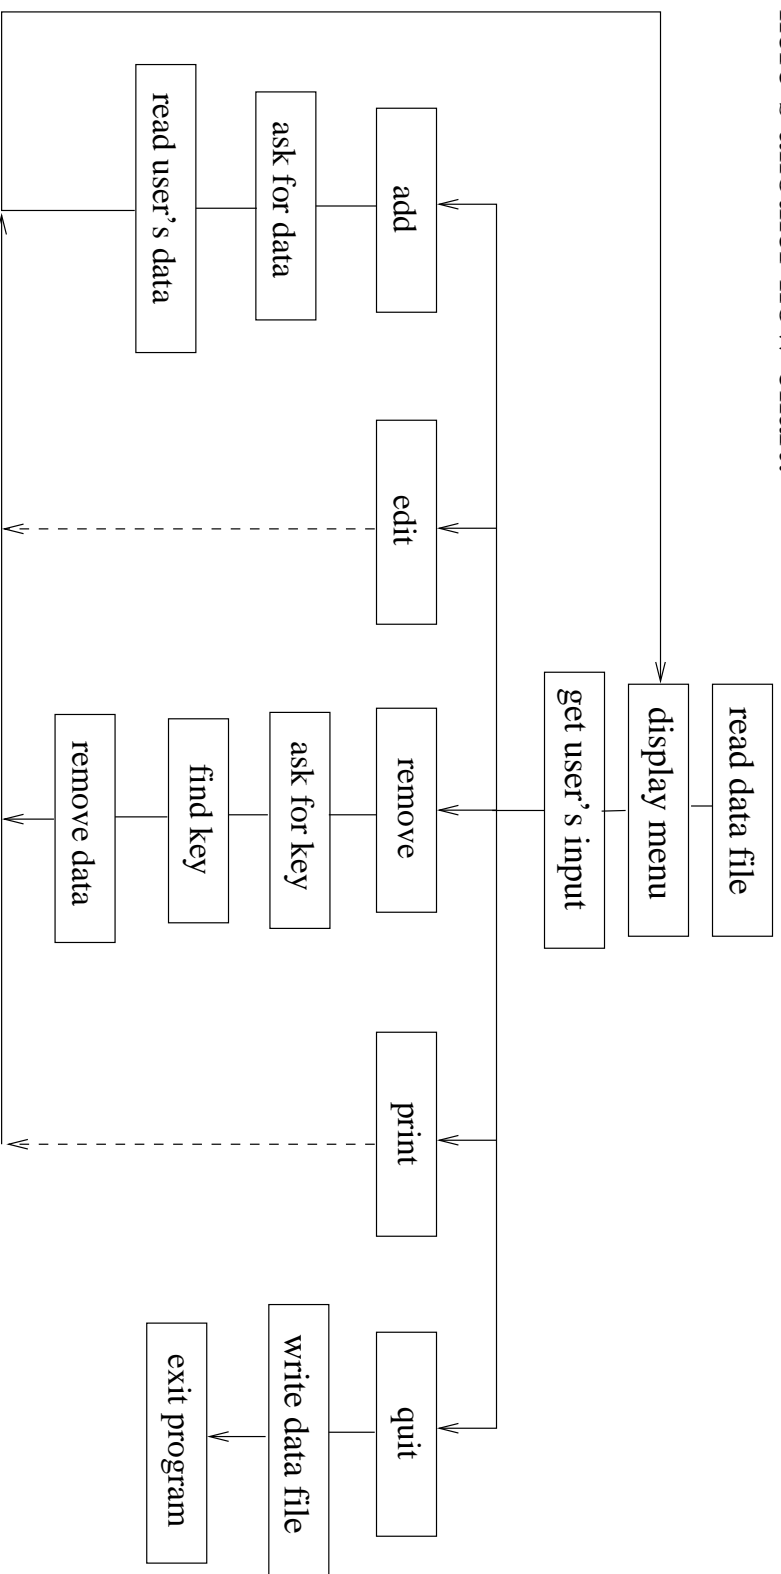 read data file
display menu
get user's input
add
edit
remove
print
quit
ask for data
ask for key
write data file
read user's data
find key
exit program
remove data